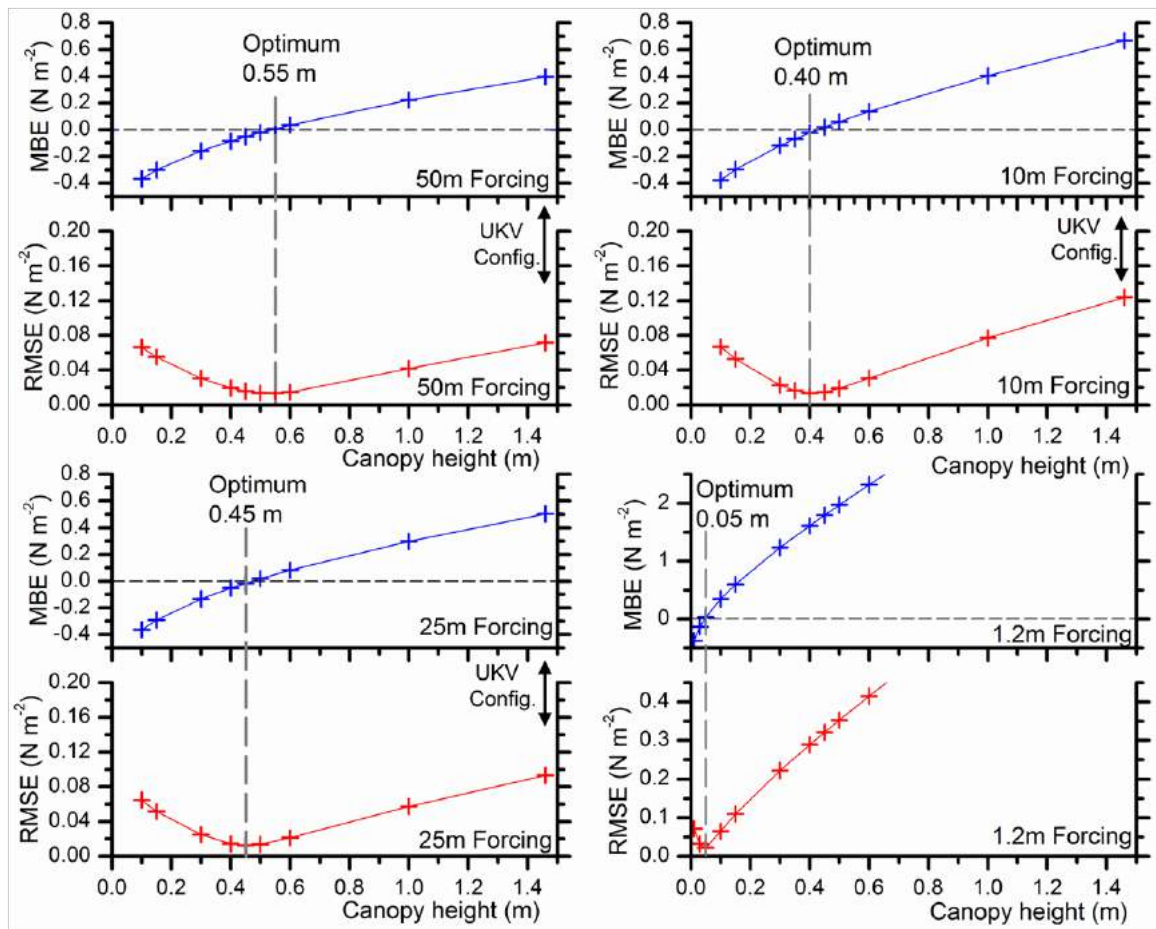 0.8
0.6
0.4
0.2
0.0
-0.2
-0.4
MBE (N m⁻²)
Optimum
0.55 m
50m Forcing
0.20
0.16
0.12
0.08
0.04
0.00
RMSE (N m⁻²)
UKV
Config.
50m Forcing
0.0 0.2 0.4 0.6 0.8 1.0 1.2 1.4
Canopy height (m)
0.8
0.6
0.4
0.2
0.0
-0.2
-0.4
MBE (N m⁻²)
Optimum
0.40 m
10m Forcing
0.20
0.16
0.12
0.08
0.04
0.00
RMSE (N m⁻²)
UKV
Config.
10m Forcing
0.0 0.2 0.4 0.6 0.8 1.0 1.2 1.4
Canopy height (m)
0.8
0.6
0.4
0.2
0.0
-0.2
-0.4
MBE (N m⁻²)
Optimum
0.45 m
25m Forcing
0.20
0.16
0.12
0.08
0.04
0.00
RMSE (N m⁻²)
UKV
Config.
25m Forcing
0.0 0.2 0.4 0.6 0.8 1.0 1.2 1.4
Canopy height (m)
2
1
0
MBE (N m⁻²)
Optimum
0.05 m
1.2m Forcing
0.4
0.3
0.2
0.1
0.0
RMSE (N m⁻²)
1.2m Forcing
0.0 0.2 0.4 0.6 0.8 1.0 1.2 1.4
Canopy height (m)